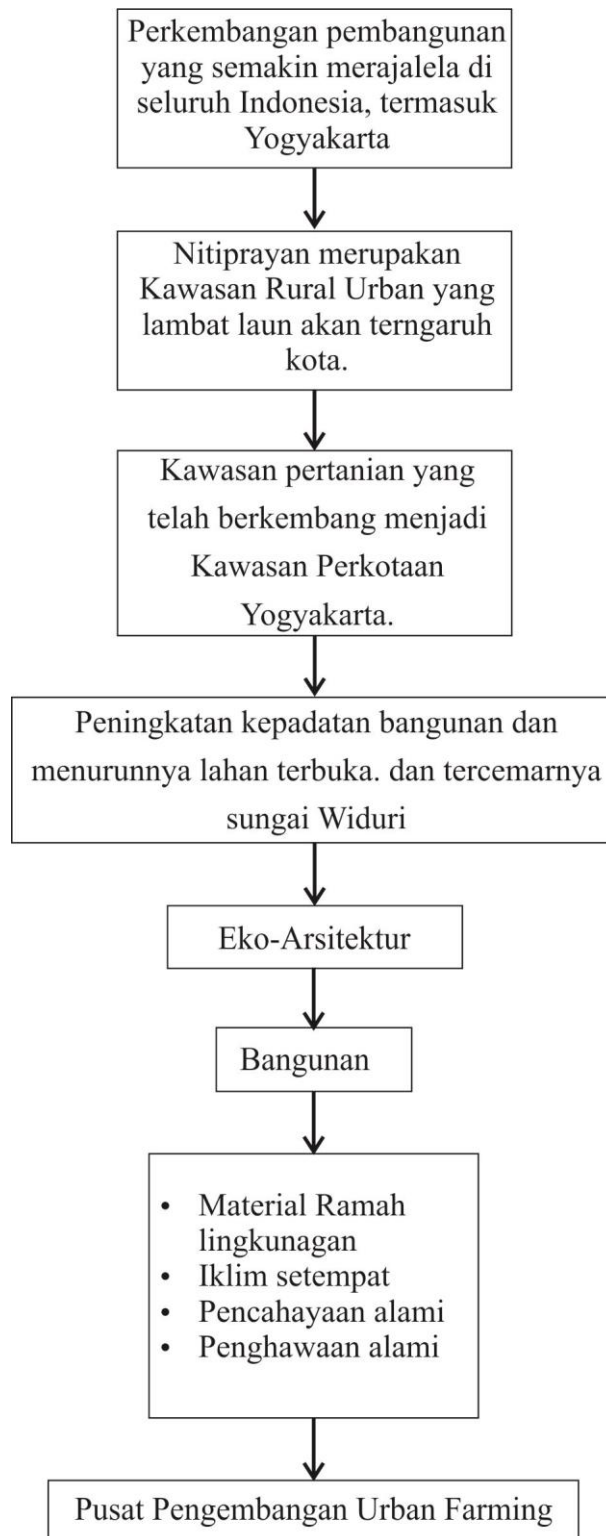 Perkembangan pembangunan
yang semakin merajalela di
seluruh Indonesia, termasuk
Yogyakarta
Nitiprayan merupakan
Kawasan Rural Urban yang
lambat laun akan terngaruh
kota.
Kawasan pertanian yang
telah berkembang menjadi
Kawasan Perkotaan
Yogyakarta.
Peningkatan kepadatan bangunan dan
menurunnya lahan terbuka. dan tercemarnya
sungai Widuri
Eko-Arsitektur
Bangunan
• Material Ramah
lingkunagan
• Iklim setempat
• Pencahayaan alami
• Penghawaan alami
Pusat Pengembangan Urban Farming